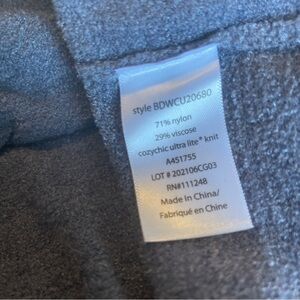 style BDWCU20680
71% nylon
29% viscose
cozychic ultra lite® knit
A451755
LOT # 202106CG03
RN#111248
Made in China/
Fabriqué en Chine